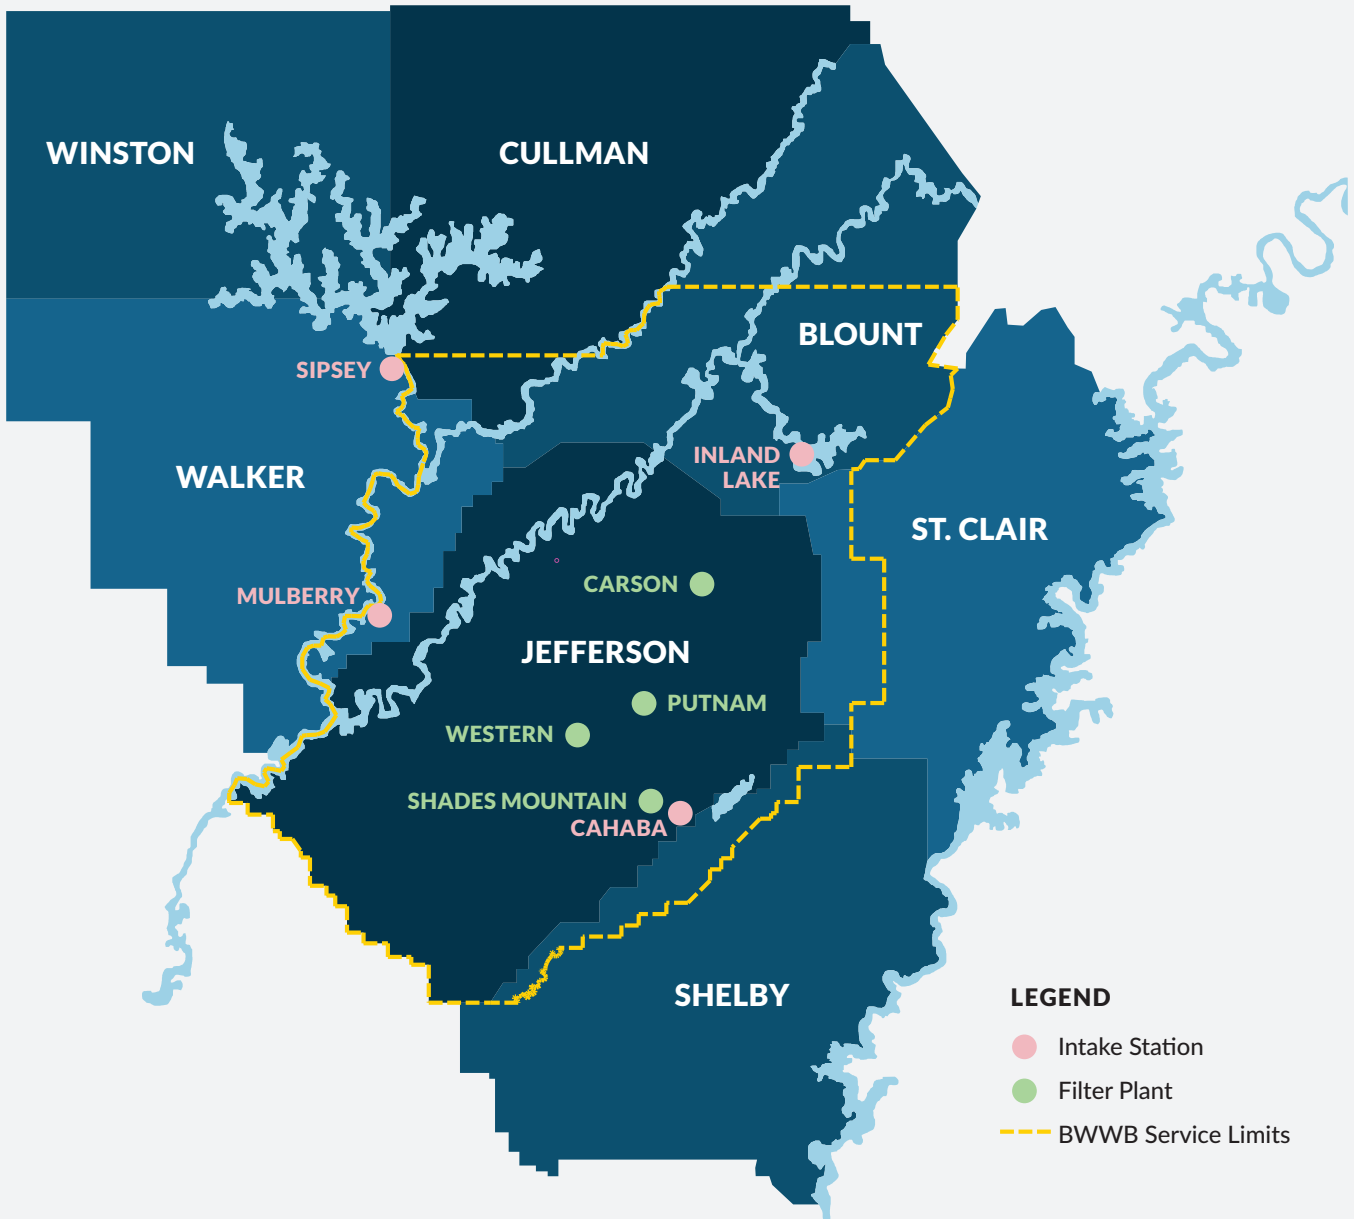 WINSTON
CULLMAN
BLOUNT
SIPSEY
INLAND
LAKE
WALKER
ST. CLAIR
CARSON
MULBERRY
JEFFERSON
PUTNAM
WESTERN
SHADES MOUNTAIN
CAHABA
SHELBY
LEGEND
Intake Station
Filter Plant
BWWB Service Limits